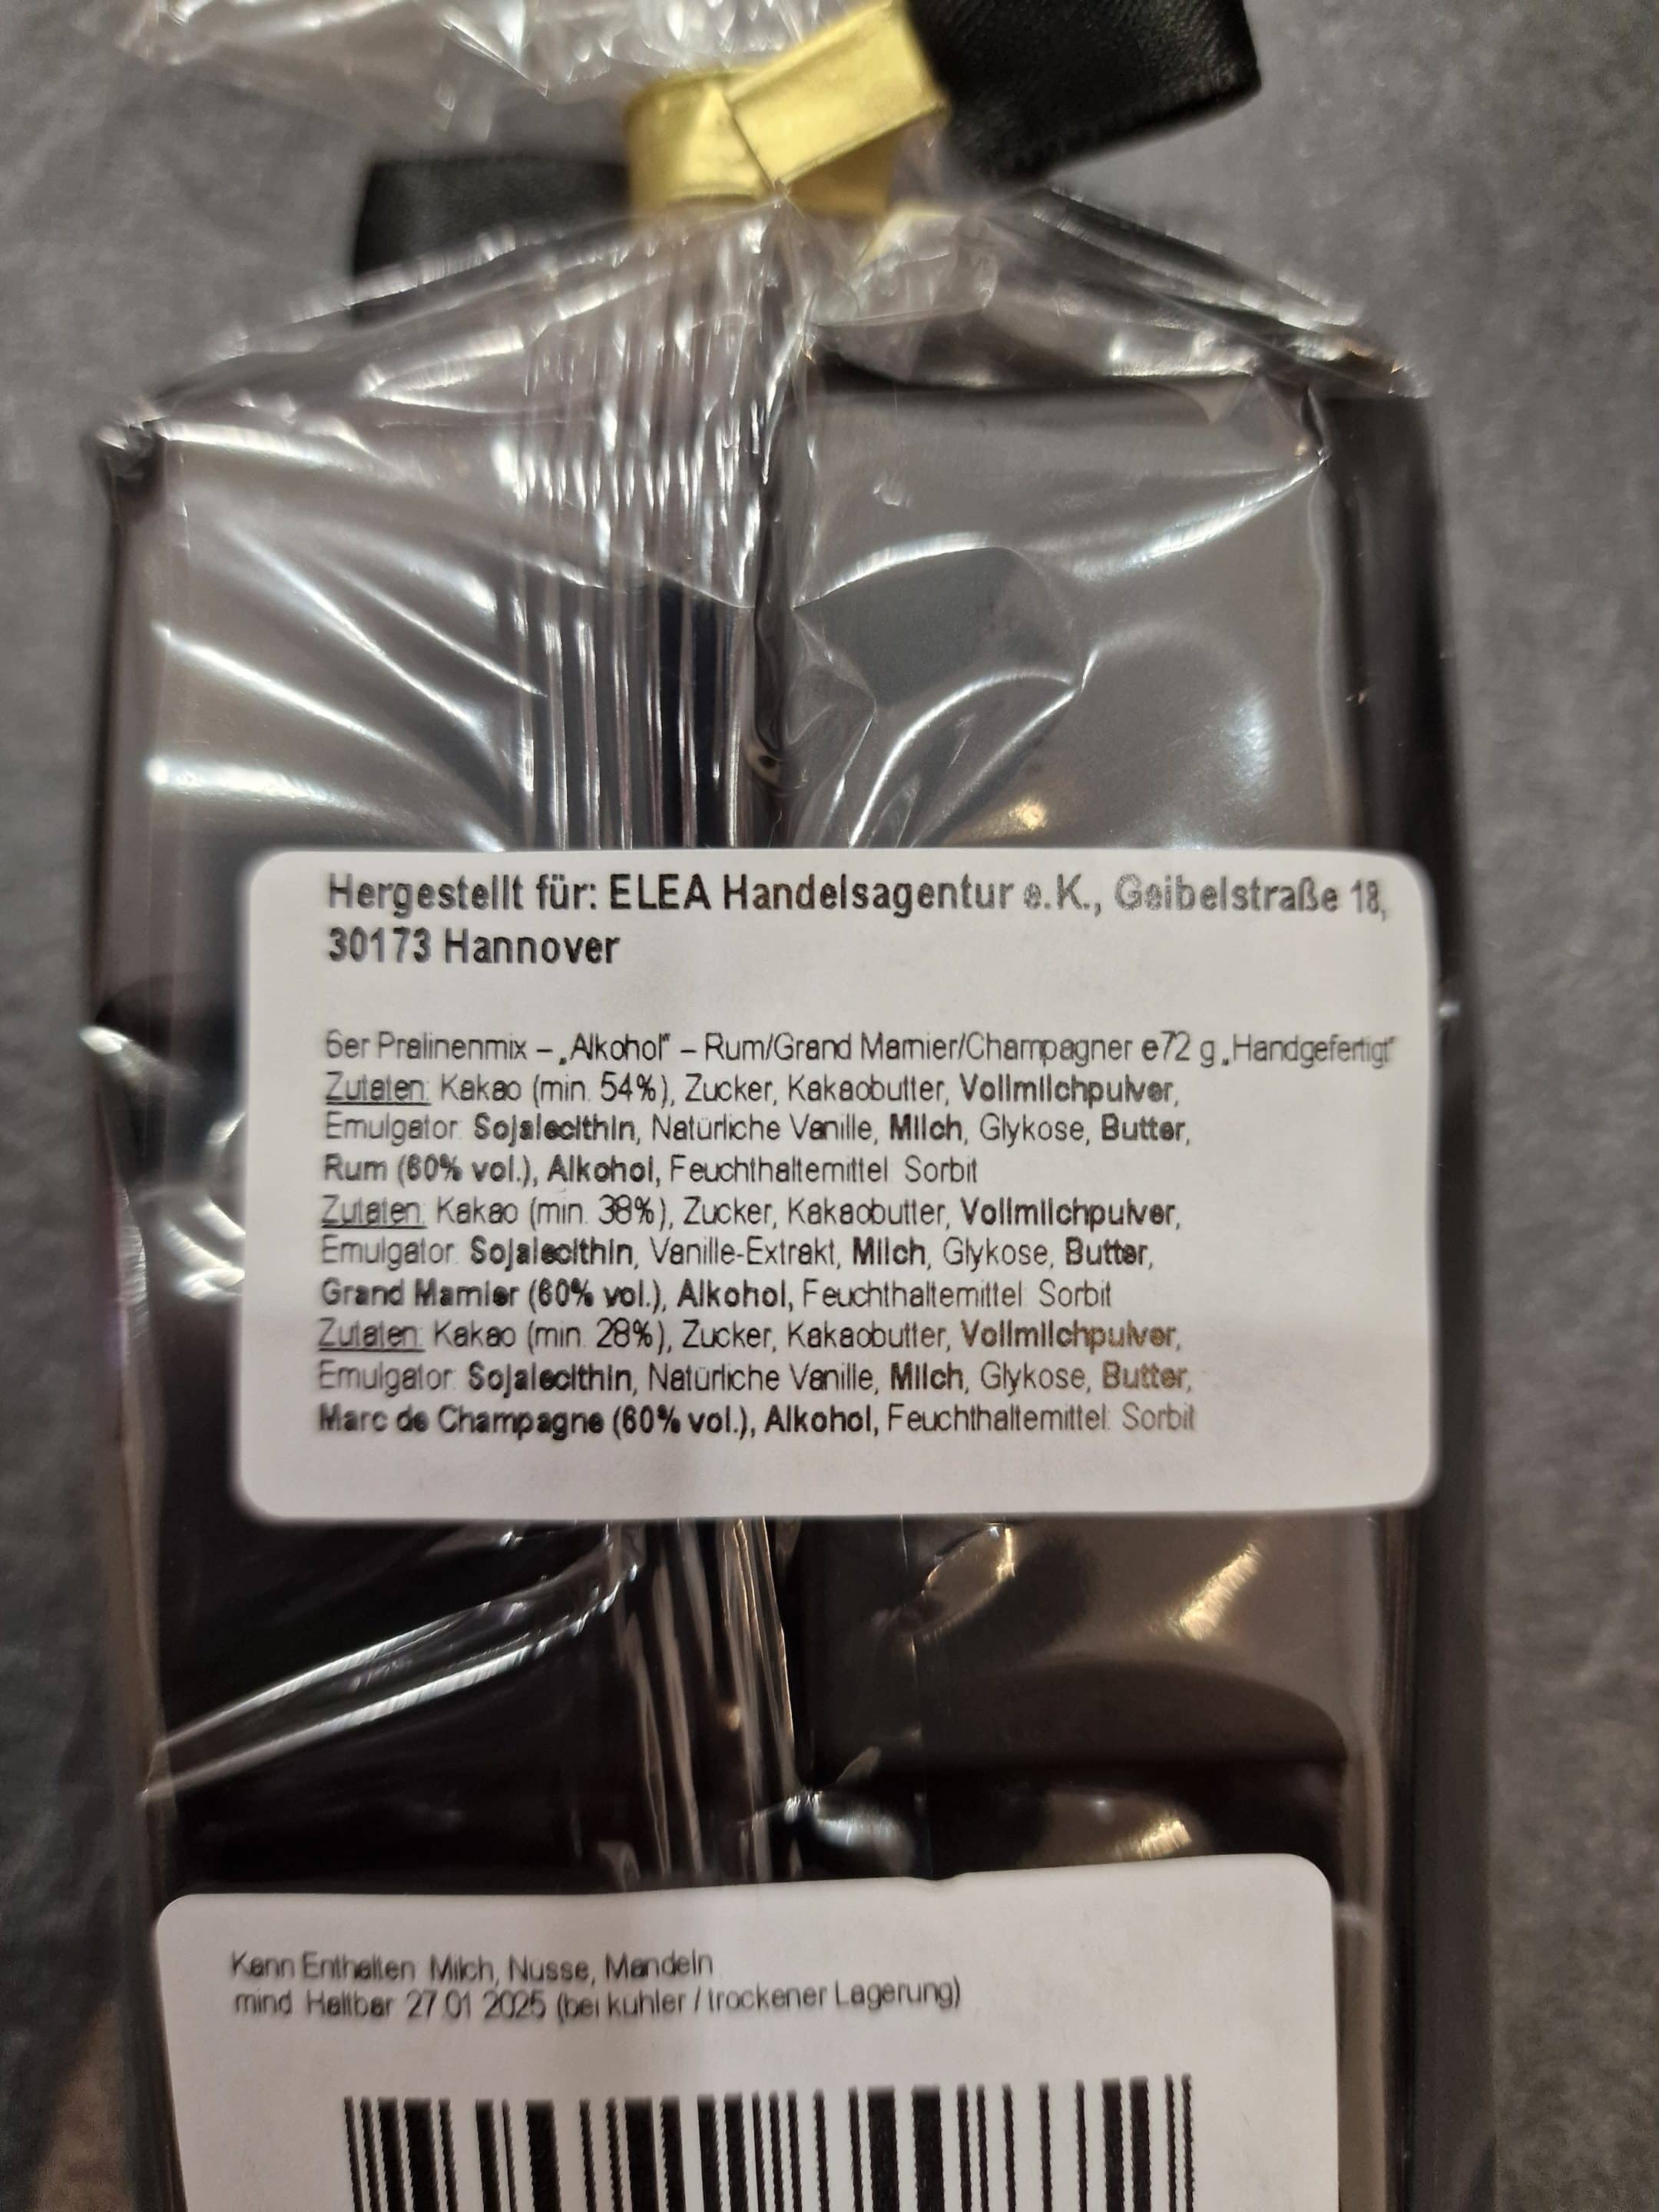 Hergestellt für: ELEA Handelsagentur e.K., Geibelstraße 18,
30173 Hannover
6er Pralinenmix – „Alkohol“ – Rum/Grand Marnier/Champagner e72 g „Handgefertigt“
Zutaten: Kakao (min. 54%), Zucker, Kakaobutter, Vollmilchpulver,
Emulgator: Sojalecithin, Natürliche Vanille, Milch, Glykose, Butter,
Rum (60% vol.), Alkohol, Feuchthaltemittel: Sorbit
Zutaten: Kakao (min. 38%), Zucker, Kakaobutter, Vollmilchpulver,
Emulgator: Sojalecithin, Vanille-Extrakt, Milch, Glykose, Butter,
Grand Marnier (60% vol.), Alkohol, Feuchthaltemittel: Sorbit
Zutaten: Kakao (min. 28%), Zucker, Kakaobutter, Vollmilchpulver,
Emulgator: Sojalecithin, Natürliche Vanille, Milch, Glykose, Butter,
Marc de Champagne (60% vol.), Alkohol, Feuchthaltemittel: Sorbit
Kann Enthalten: Milch, Nüsse, Mandeln
mind. Haltbar: 27.01.2025 (bei kühler / trockener Lagerung)